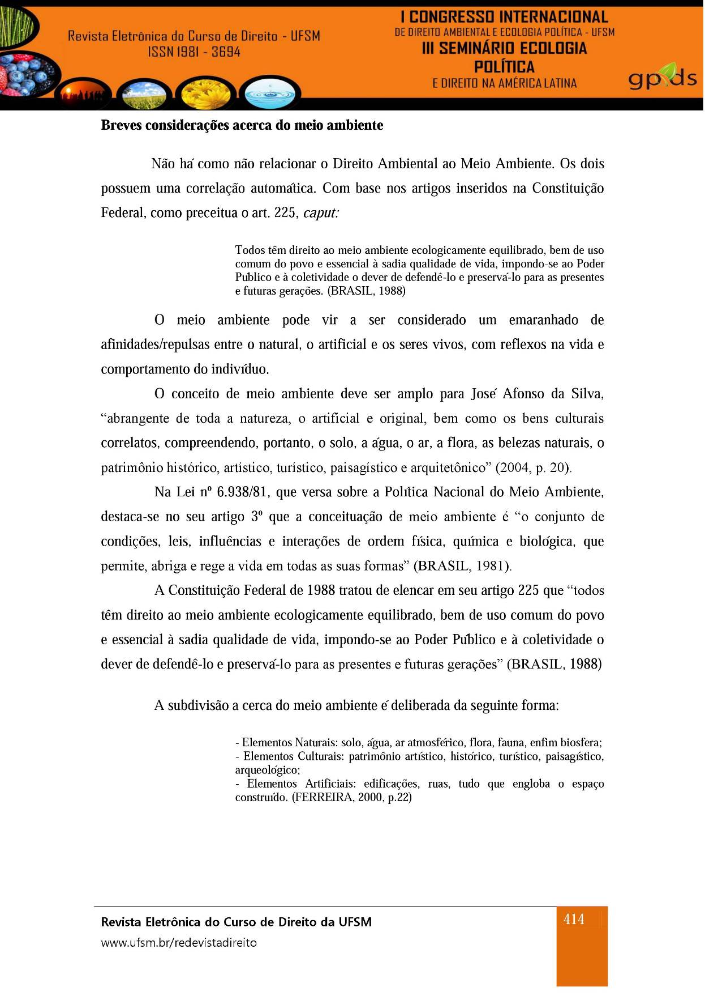 Revista Eletrônica do Curso de Direito - UFSM
ISSN 1981 - 3694
I CONGRESSO INTERNACIONAL
DE DIREITO AMBIENTAL E ECOLOGIA POLÍTICA - UFSM
III SEMINÁRIO ECOLOGIA
POLÍTICA
E DIREITO NA AMÉRICA LATINA
gpds
Breves considerações acerca do meio ambiente
Não há como não relacionar o Direito Ambiental ao Meio Ambiente. Os dois
possuem uma correlação automática. Com base nos artigos inseridos na Constituição
Federal, como preceitua o art. 225, caput:
Todos têm direito ao meio ambiente ecologicamente equilibrado, bem de uso
comum do povo e essencial à sadia qualidade de vida, impondo-se ao Poder
Público e à coletividade o dever de defendê-lo e preservá-lo para as presentes
e futuras gerações. (BRASIL, 1988)
O meio ambiente pode vir a ser considerado um emaranhado de
afinidades/repulsas entre o natural, o artificial e os seres vivos, com reflexos na vida e
comportamento do indivíduo.
O conceito de meio ambiente deve ser amplo para José Afonso da Silva,
“abrangente de toda a natureza, o artificial e original, bem como os bens culturais
correlatos, compreendendo, portanto, o solo, a água, o ar, a flora, as belezas naturais, o
patrimônio histórico, artístico, turístico, paisagístico e arquitetônico” (2004, p. 20).
Na Lei nº 6.938/81, que versa sobre a Política Nacional do Meio Ambiente,
destaca-se no seu artigo 3º que a conceituação de meio ambiente é “o conjunto de
condições, leis, influências e interações de ordem física, química e biológica, que
permite, abriga e rege a vida em todas as suas formas” (BRASIL, 1981).
A Constituição Federal de 1988 tratou de elencar em seu artigo 225 que “todos
têm direito ao meio ambiente ecologicamente equilibrado, bem de uso comum do povo
e essencial à sadia qualidade de vida, impondo-se ao Poder Público e à coletividade o
dever de defendê-lo e preservá-lo para as presentes e futuras gerações” (BRASIL, 1988)
A subdivisão a cerca do meio ambiente é deliberada da seguinte forma:
- Elementos Naturais: solo, água, ar atmosférico, flora, fauna, enfim biosfera;
- Elementos Culturais: patrimônio artístico, histórico, turístico, paisagístico,
arqueológico;
- Elementos Artificiais: edificações, ruas, tudo que engloba o espaço
construído. (FERREIRA, 2000, p.22)
Revista Eletrônica do Curso de Direito da UFSM
www.ufsm.br/redevistadireito
414